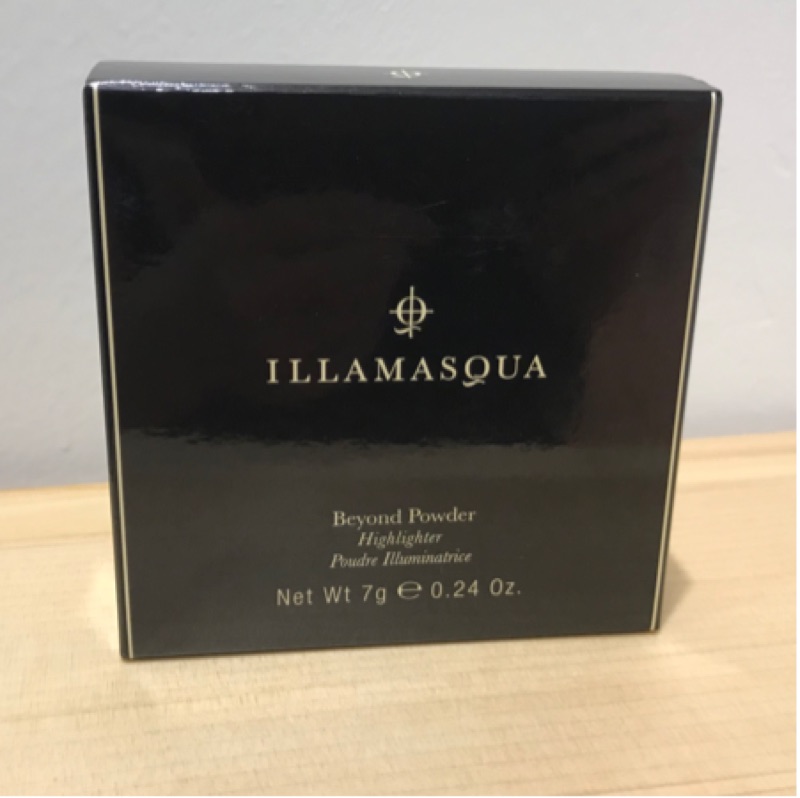 ILLAMASQUA
Beyond Powder
Highlighter
Poudre Illuminatrice
Net Wt 7g ℮ 0.24 Oz.